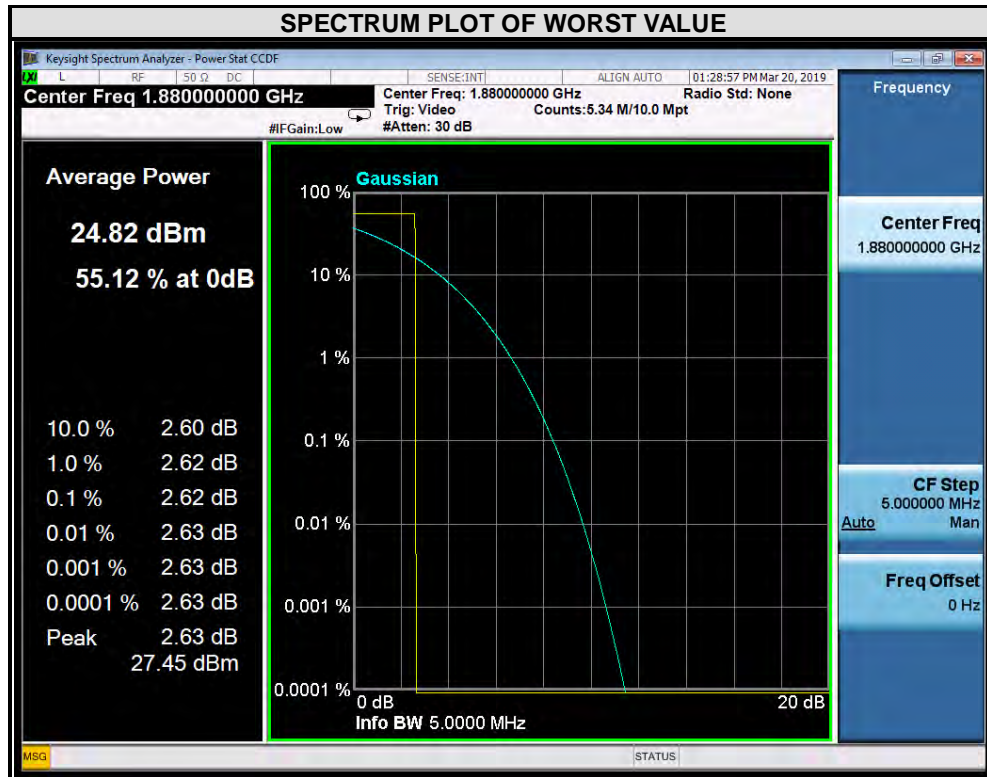 SPECTRUM PLOT OF WORST VALUE
Keysight Spectrum Analyzer - Power Stat CCDF
LXI L RF 50 Ω DC SENSE:INT ALIGN AUTO 01:28:57 PM Mar 20, 2019
Center Freq 1.880000000 GHz
Center Freq: 1.880000000 GHz Radio Std: None
Trig: Video Counts:5.34 M/10.0 Mpt
#IFGain:Low #Atten: 30 dB
Average Power
24.82 dBm
55.12 % at 0dB
10.0 % 2.60 dB
1.0 % 2.62 dB
0.1 % 2.62 dB
0.01 % 2.63 dB
0.001 % 2.63 dB
0.0001 % 2.63 dB
Peak 2.63 dB
27.45 dBm
Gaussian
100 %
10 %
1 %
0.1 %
0.01 %
0.001 %
0.0001 %
0 dB 20 dB
Info BW 5.0000 MHz
Frequency
Center Freq
1.880000000 GHz
CF Step
5.000000 MHz
Auto Man
Freq Offset
0 Hz
MSG STATUS